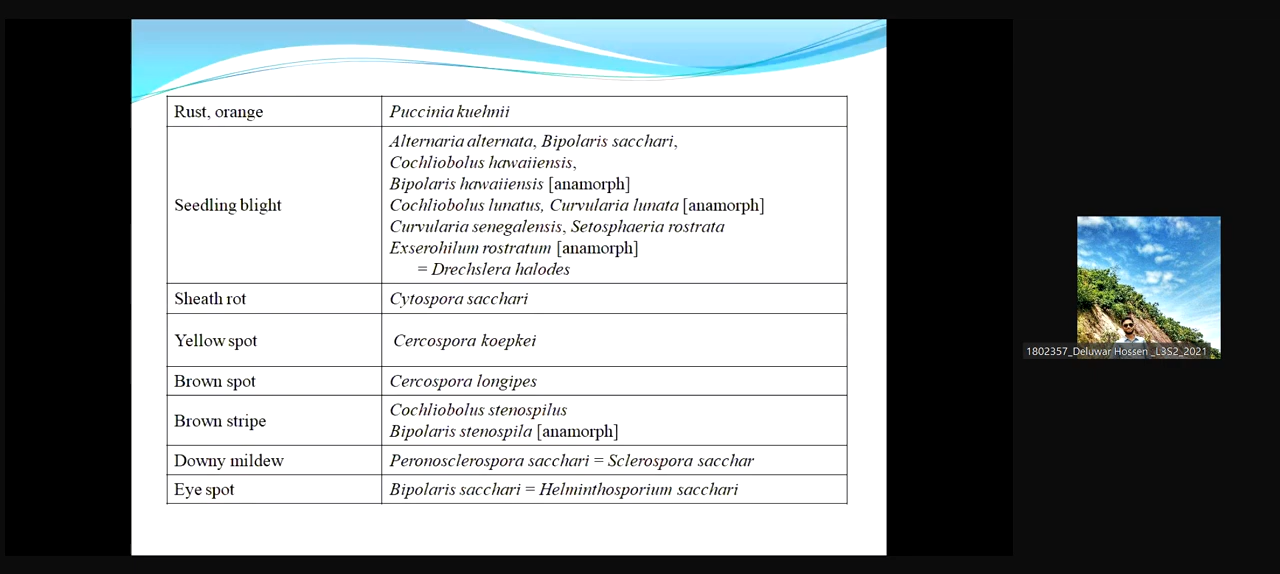 Rust, orange
Puccinia kuehnii
Seedling blight
Alternaria alternata, Bipolaris sacchari,
Cochliobolus hawaiiensis,
Bipolaris hawaiiensis [anamorph]
Cochliobolus lunatus, Curvularia lunata [anamorph]
Curvularia senegalensis, Setosphaeria rostrata
Exserohilum rostratum [anamorph]
= Drechslera halodes
Sheath rot
Cytospora sacchari
Yellow spot
Cercospora koepkei
Brown spot
Cercospora longipes
Brown stripe
Cochliobolus stenospilus
Bipolaris stenospila [anamorph]
Downy mildew
Peronosclerospora sacchari = Sclerospora sacchar
Eye spot
Bipolaris sacchari = Helminthosporium sacchari
1802357_Deluwar Hossen _L3S2_2021